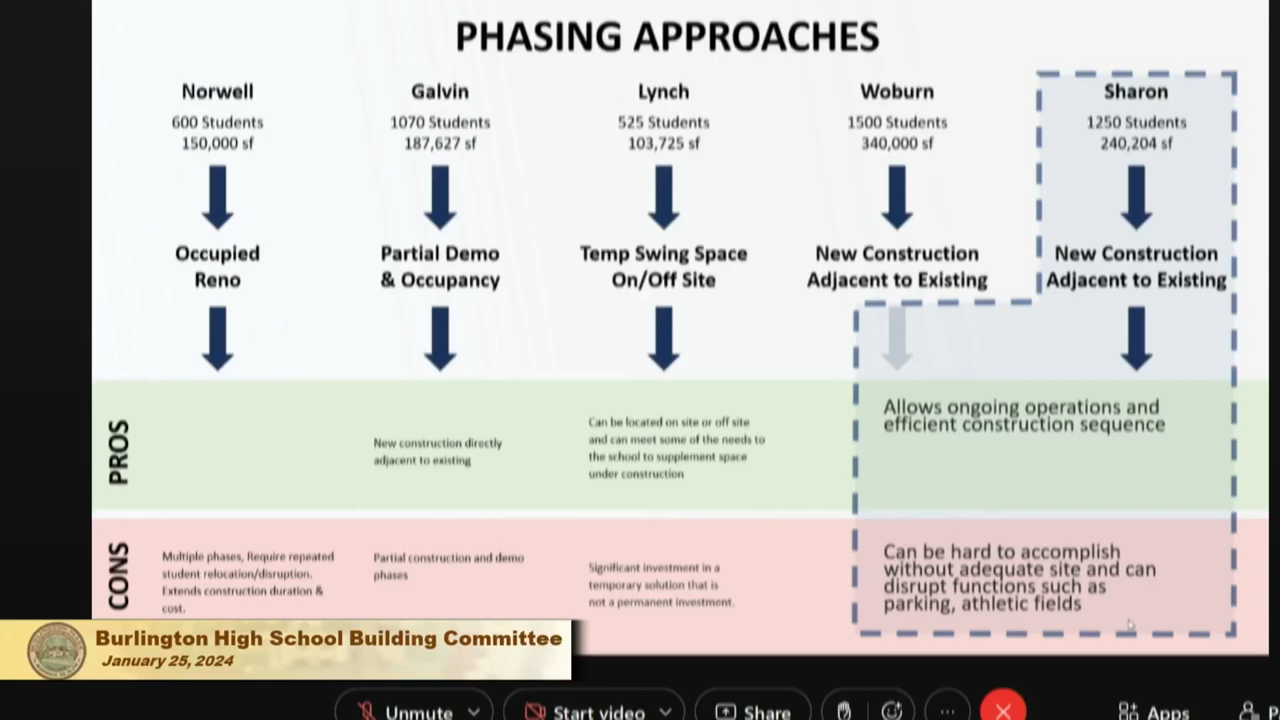 PHASING APPROACHES
Norwell
600 Students
150,000 sf
Occupied
Reno
Galvin
1070 Students
187,627 sf
Partial Demo
& Occupancy
Lynch
525 Students
103,725 sf
Temp Swing Space
On/Off Site
Woburn
1500 Students
340,000 sf
New Construction
Adjacent to Existing
Sharon
1250 Students
240,204 sf
New Construction
Adjacent to Existing
PROS
New construction directly
adjacent to existing
Can be located on site or off site
and can meet some of the needs to
the school to supplement space
under construction
Allows ongoing operations and
efficient construction sequence
CONS
Multiple phases, Require repeated
student relocation/disruption.
Extends construction duration &
cost.
Partial construction and demo
phases
Significant investment in a
temporary solution that is
not a permanent investment.
Can be hard to accomplish
without adequate site and can
disrupt functions such as
parking, athletic fields
Burlington High School Building Committee
January 25, 2024
Unmute
Start video
Share
Apps
P